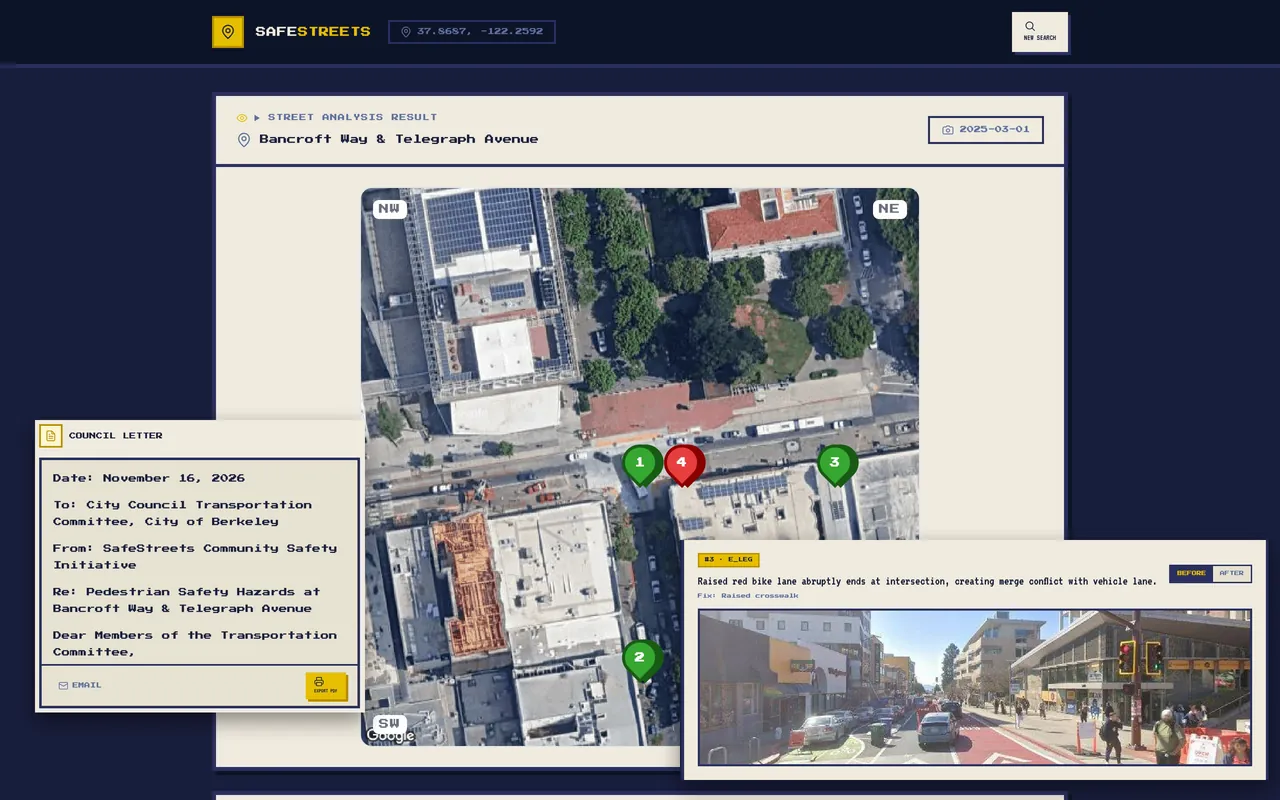 SAFESTREETS
37.8687, -122.2592
NEW SEARCH
STREET ANALYSIS RESULT
Bancroft Way & Telegraph Avenue
2025-03-01
NW
NE
1
4
3
2
SW
Google
COUNCIL LETTER
Date: November 16, 2026
To: City Council Transportation
Committee, City of Berkeley
From: SafeStreets Community Safety
Initiative
Re: Pedestrian Safety Hazards at
Bancroft Way & Telegraph Avenue
Dear Members of the Transportation
Committee,
EMAIL
EXPORT PDF
#3 · E_LEG
Raised red bike lane abruptly ends at intersection, creating merge conflict with vehicle lane.
Fix: Raised crosswalk
BEFORE
AFTER